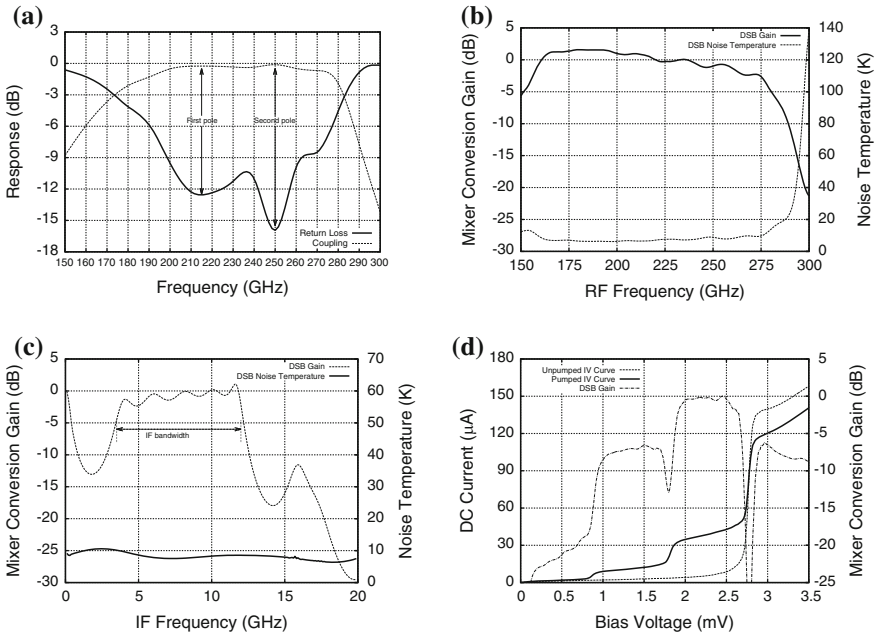 (a)
3
0
-3
-6
-9
-12
-15
-18
Response (dB)
First pole
Second pole
Return Loss
Coupling
150 160 170 180 190 200 210 220 230 240 250 260 270 280 290 300
Frequency (GHz)
(b)
5
0
-5
-10
-15
-20
-25
-30
Mixer Conversion Gain (dB)
DSB Gain
DSB Noise Temperature
140
120
100
80
60
40
20
0
Noise Temperature (K)
150 175 200 225 250 275 300
RF Frequency (GHz)
(c)
5
0
-5
-10
-15
-20
-25
-30
Mixer Conversion Gain (dB)
DSB Gain
DSB Noise Temperature
IF bandwidth
70
60
50
40
30
20
10
0
Noise Temperature (K)
0 5 10 15 20
IF Frequency (GHz)
(d)
180
150
120
90
60
30
0
DC Current (μA)
Unpumped IV Curve
Pumped IV Curve
DSB Gain
5
0
-5
-10
-15
-20
-25
Mixer Conversion Gain (dB)
0 0.5 1 1.5 2 2.5 3 3.5
Bias Voltage (mV)